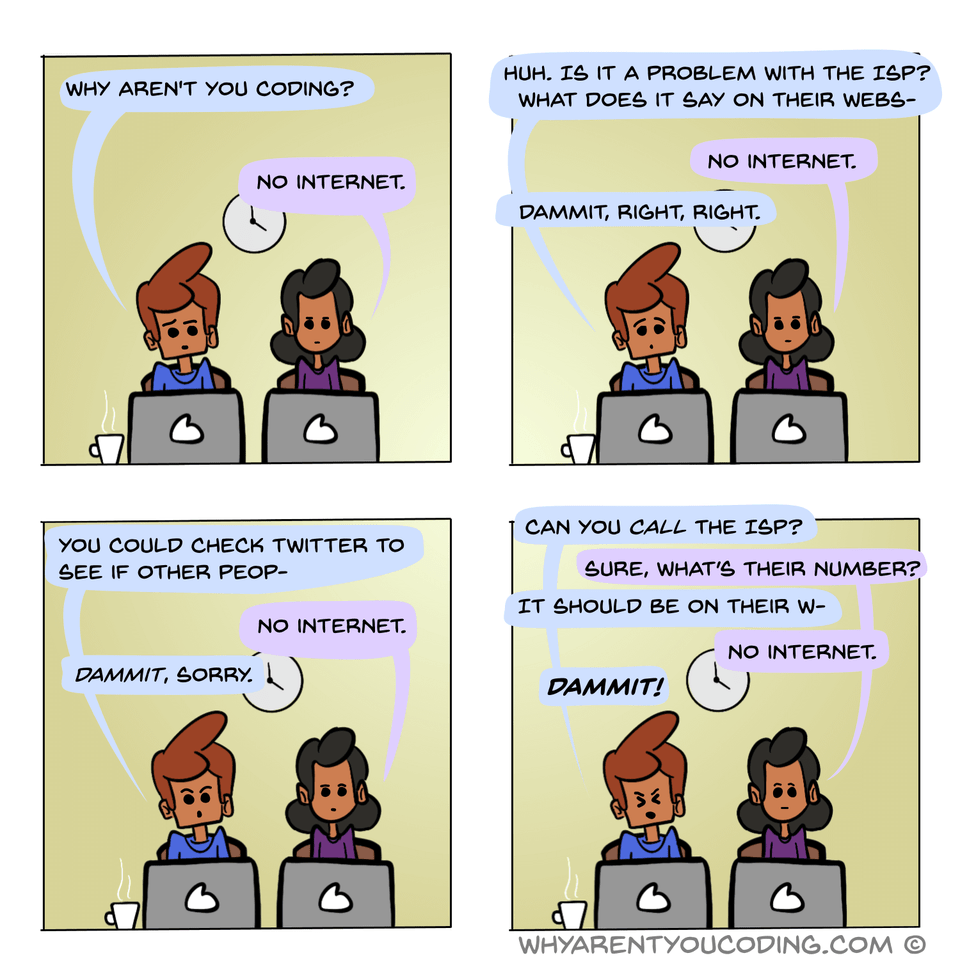 WHY AREN'T YOU CODING?
NO INTERNET.
HUH. IS IT A PROBLEM WITH THE ISP?
WHAT DOES IT SAY ON THEIR WEBS-
NO INTERNET.
DAMMIT, RIGHT, RIGHT.
YOU COULD CHECK TWITTER TO
SEE IF OTHER PEOP-
NO INTERNET.
DAMMIT, SORRY.
CAN YOU CALL THE ISP?
SURE, WHAT'S THEIR NUMBER?
IT SHOULD BE ON THEIR W-
NO INTERNET.
DAMMIT!
WHYARENTYOUCODING.COM ©